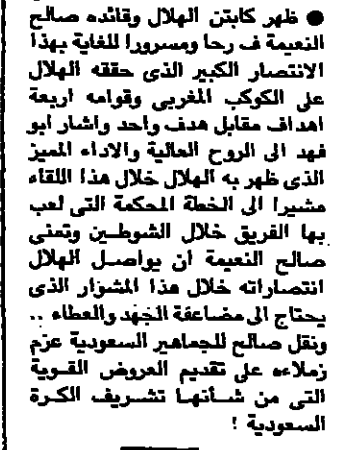 ● ظهر كابتن الهلال وقائده صالح
النعيمة فرحا ومسرورا للغاية بهذا
الانتصار الكبير الذى حققه الهلال
على الكوكب المغربى وقوامه اربعة
اهداف مقابل هدف واحد واشار ابو
فهد الى الروح العالية والاداء المميز
الذى ظهر به الهلال خلال هذا اللقاء
مشيرا الى الخطة المحكمة التى لعب
بها الفريق خلال الشوطين وتمنى
صالح النعيمة ان يواصل الهلال
انتصاراته خلال هذا المشوار الذى
يحتاج الى مضاعفة الجهد والعطاء ..
ونقل صالح للجماهير السعودية عزم
زملاءه على تقديم العروض القوية
التى من شأنها تشريف الكرة
السعودية !